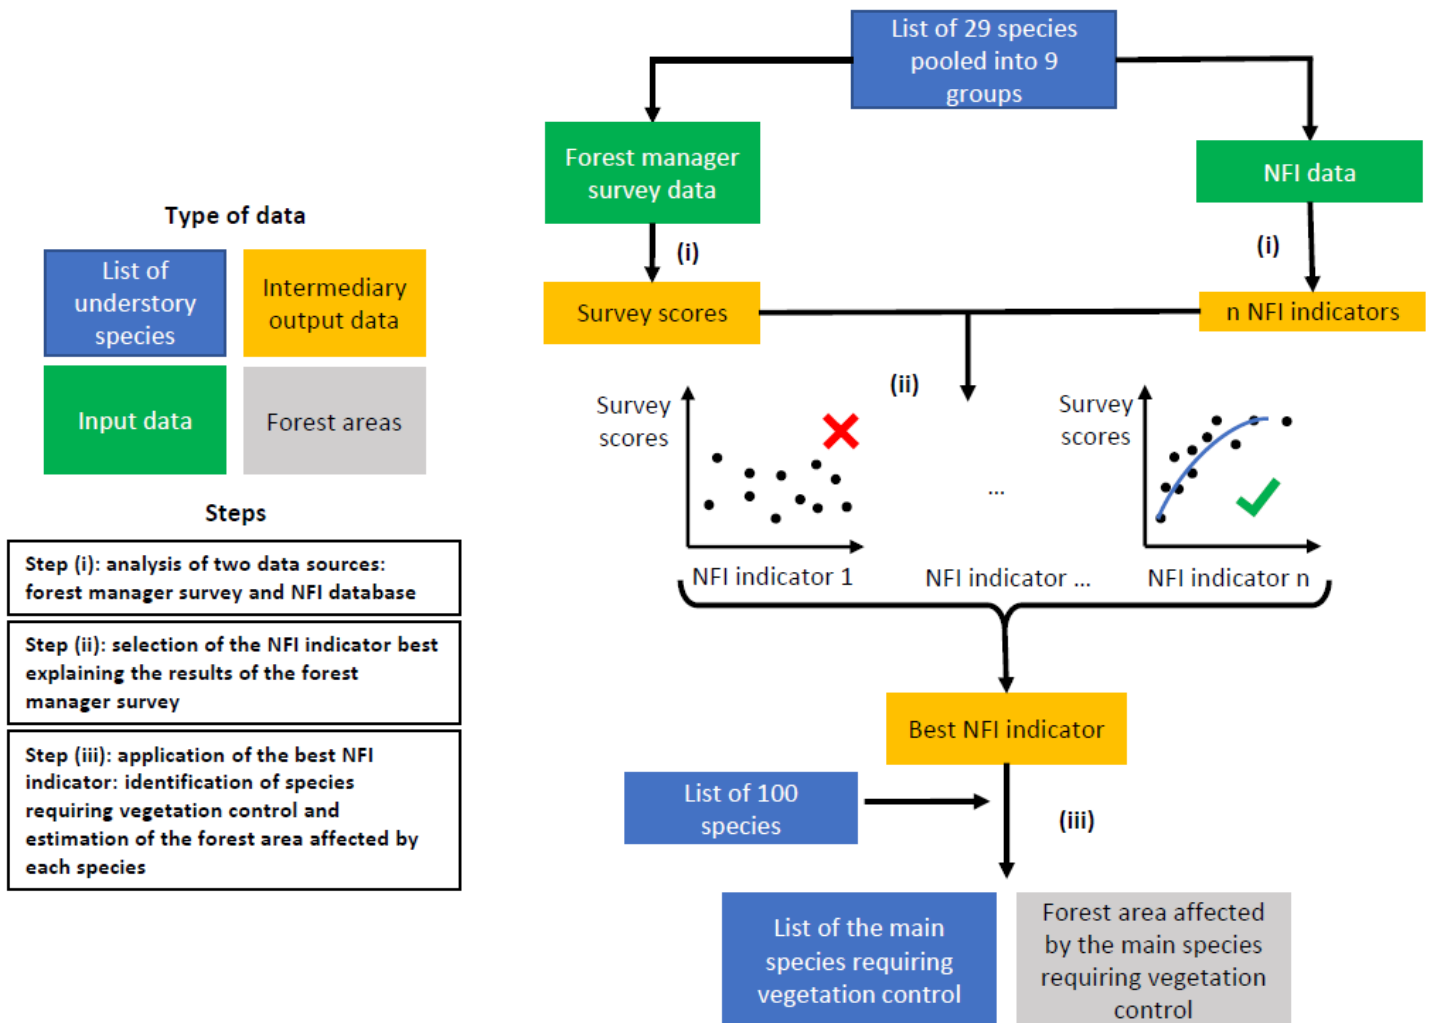 List of 29 species
pooled into 9
groups
Forest manager
survey data
NFI data
Type of data
List of
understory
species
Intermediary
output data
Input data
Forest areas
(i)
(i)
Survey scores
n NFI indicators
(ii)
Survey
scores
...
Survey
scores
NFI indicator 1
NFI indicator ...
NFI indicator n
Steps
Step (i): analysis of two data sources:
forest manager survey and NFI database
Step (ii): selection of the NFI indicator best
explaining the results of the forest
manager survey
Step (iii): application of the best NFI
indicator: identification of species
requiring vegetation control and
estimation of the forest area affected by
each species
Best NFI indicator
List of 100
species
(iii)
List of the main
species requiring
vegetation control
Forest area affected
by the main species
requiring vegetation
control